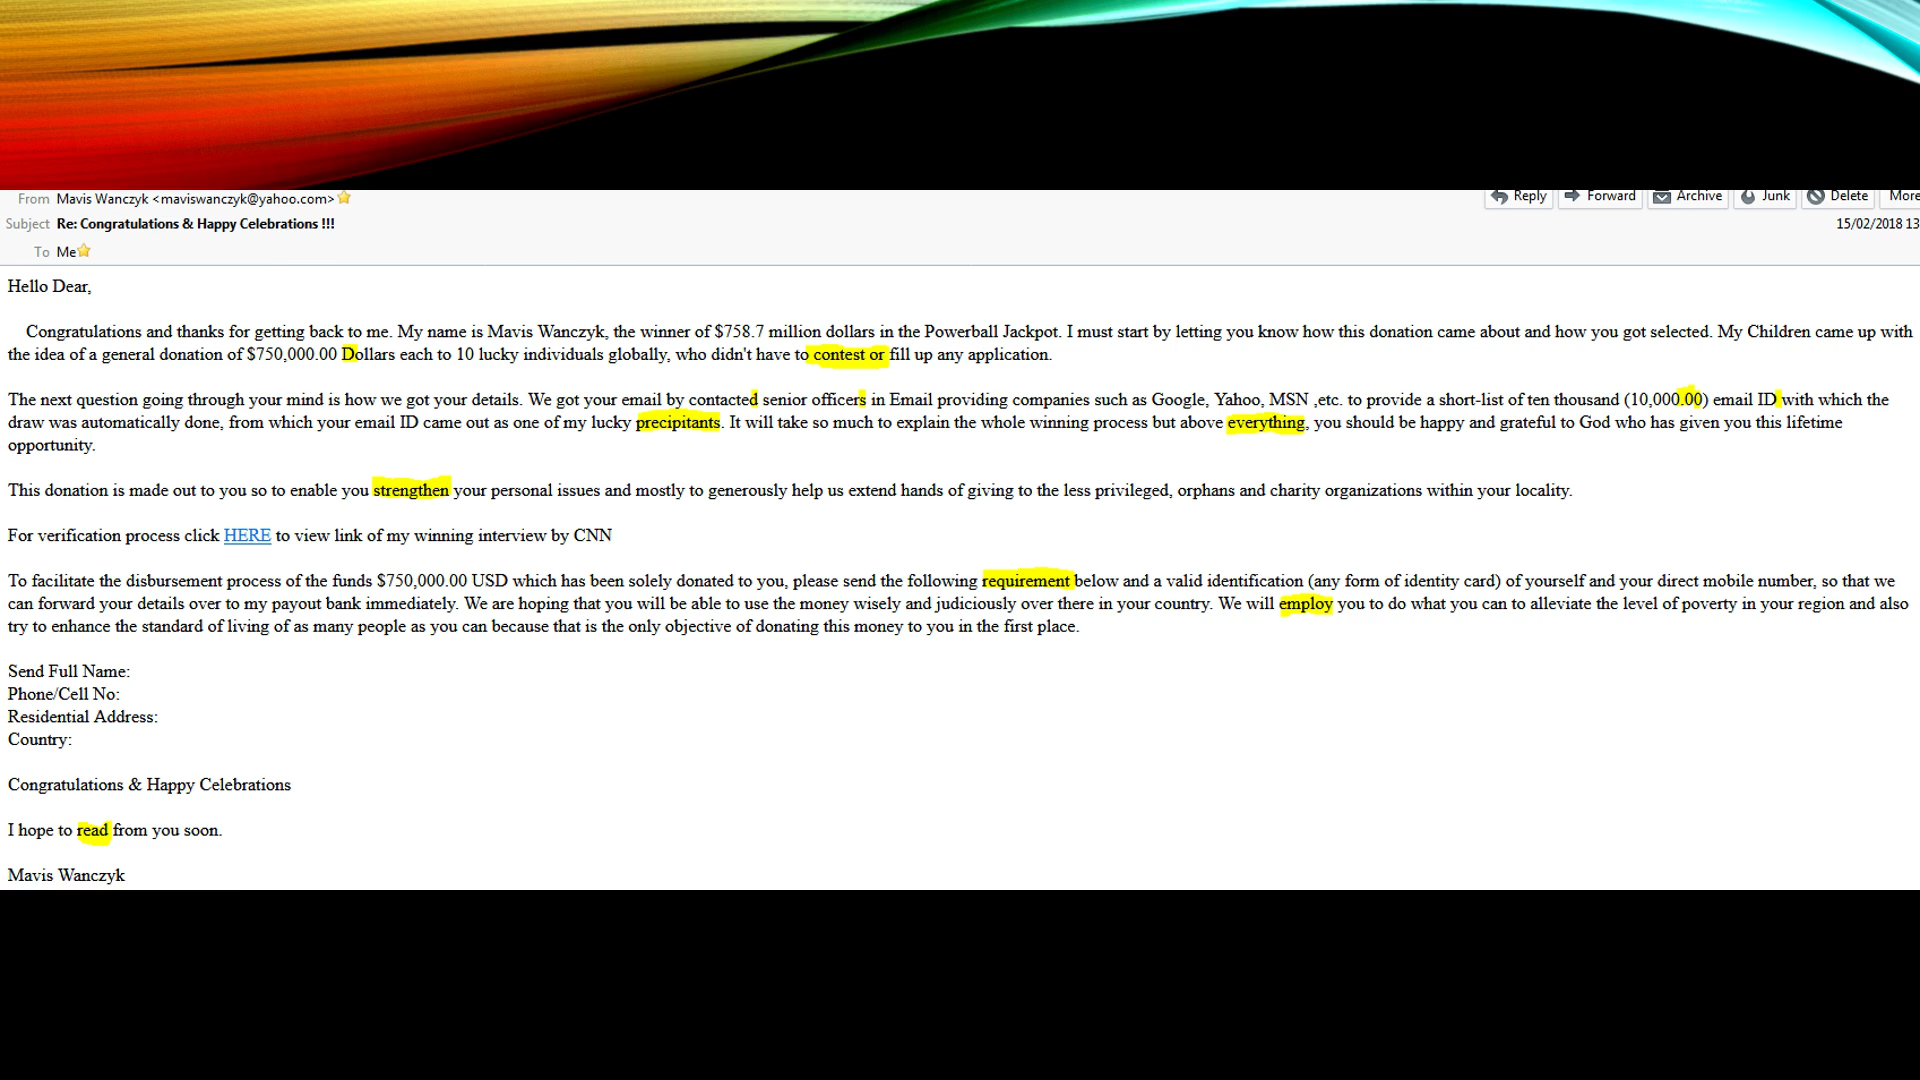 From Mavis Wanczyk <maviswanczyk@yahoo.com>
Reply Forward Archive Junk Delete More
Subject Re: Congratulations & Happy Celebrations !!!
15/02/2018 13
To Me
Hello Dear,
Congratulations and thanks for getting back to me. My name is Mavis Wanczyk, the winner of $758.7 million dollars in the Powerball Jackpot. I must start by letting you know how this donation came about and how you got selected. My Children came up with
the idea of a general donation of $750,000.00 Dollars each to 10 lucky individuals globally, who didn't have to contest or fill up any application.
The next question going through your mind is how we got your details. We got your email by contacted senior officers in Email providing companies such as Google, Yahoo, MSN ,etc. to provide a short-list of ten thousand (10,000.00) email ID with which the
draw was automatically done, from which your email ID came out as one of my lucky precipitants. It will take so much to explain the whole winning process but above everything, you should be happy and grateful to God who has given you this lifetime
opportunity.
This donation is made out to you so to enable you strengthen your personal issues and mostly to generously help us extend hands of giving to the less privileged, orphans and charity organizations within your locality.
For verification process click HERE to view link of my winning interview by CNN
To facilitate the disbursement process of the funds $750,000.00 USD which has been solely donated to you, please send the following requirement below and a valid identification (any form of identity card) of yourself and your direct mobile number, so that we
can forward your details over to my payout bank immediately. We are hoping that you will be able to use the money wisely and judiciously over there in your country. We will employ you to do what you can to alleviate the level of poverty in your region and also
try to enhance the standard of living of as many people as you can because that is the only objective of donating this money to you in the first place.
Send Full Name:
Phone/Cell No:
Residential Address:
Country:
Congratulations & Happy Celebrations
I hope to read from you soon.
Mavis Wanczyk